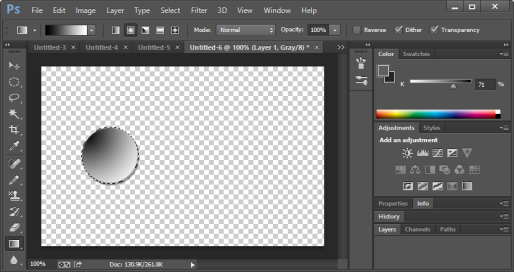 Ps File Edit Image Layer Type Select Filter 3D View Window Help
Mode: Normal Opacity: 100% Reverse Dither Transparency
Untitled-3 × Untitled-4 × Untitled-5 × Untitled-6 @ 100% (Layer 1, Gray/8) * ×
Color Swatches
K 71 %
Adjustments Styles
Add an adjustment
Properties Info
History
Layers Channels Paths
100% Doc: 130.9K/261.8K